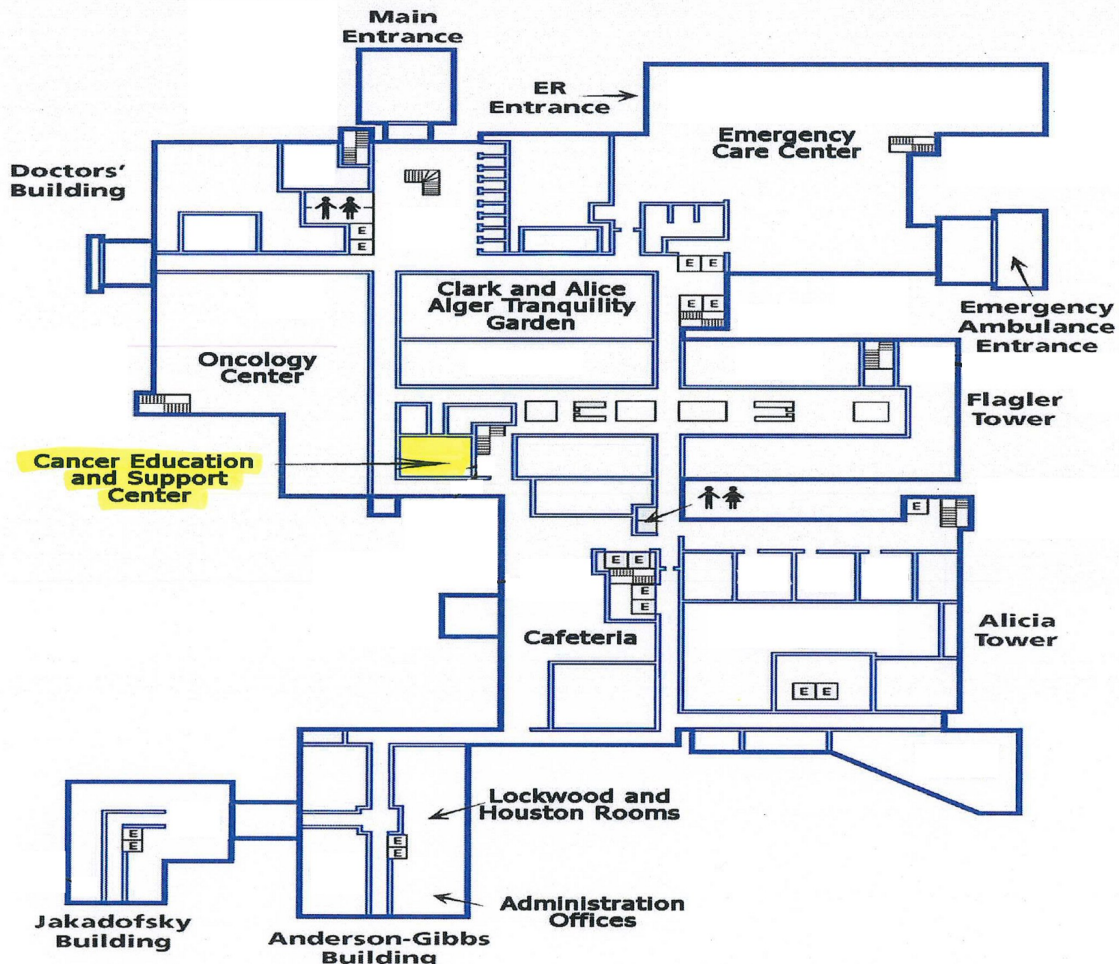 Main
Entrance
ER
Entrance
Emergency
Care Center
Doctors'
Building
E
E
E E
Clark and Alice
Alger Tranquility
Garden
E E
Emergency
Ambulance
Entrance
Oncology
Center
Flagler
Tower
Cancer Education
and Support
Center
E
E E
E
E
Cafeteria
Alicia
Tower
E E
Lockwood and
Houston Rooms
E
E
E
E
Administration
Offices
Jakadofsky
Building
Anderson-Gibbs
Building